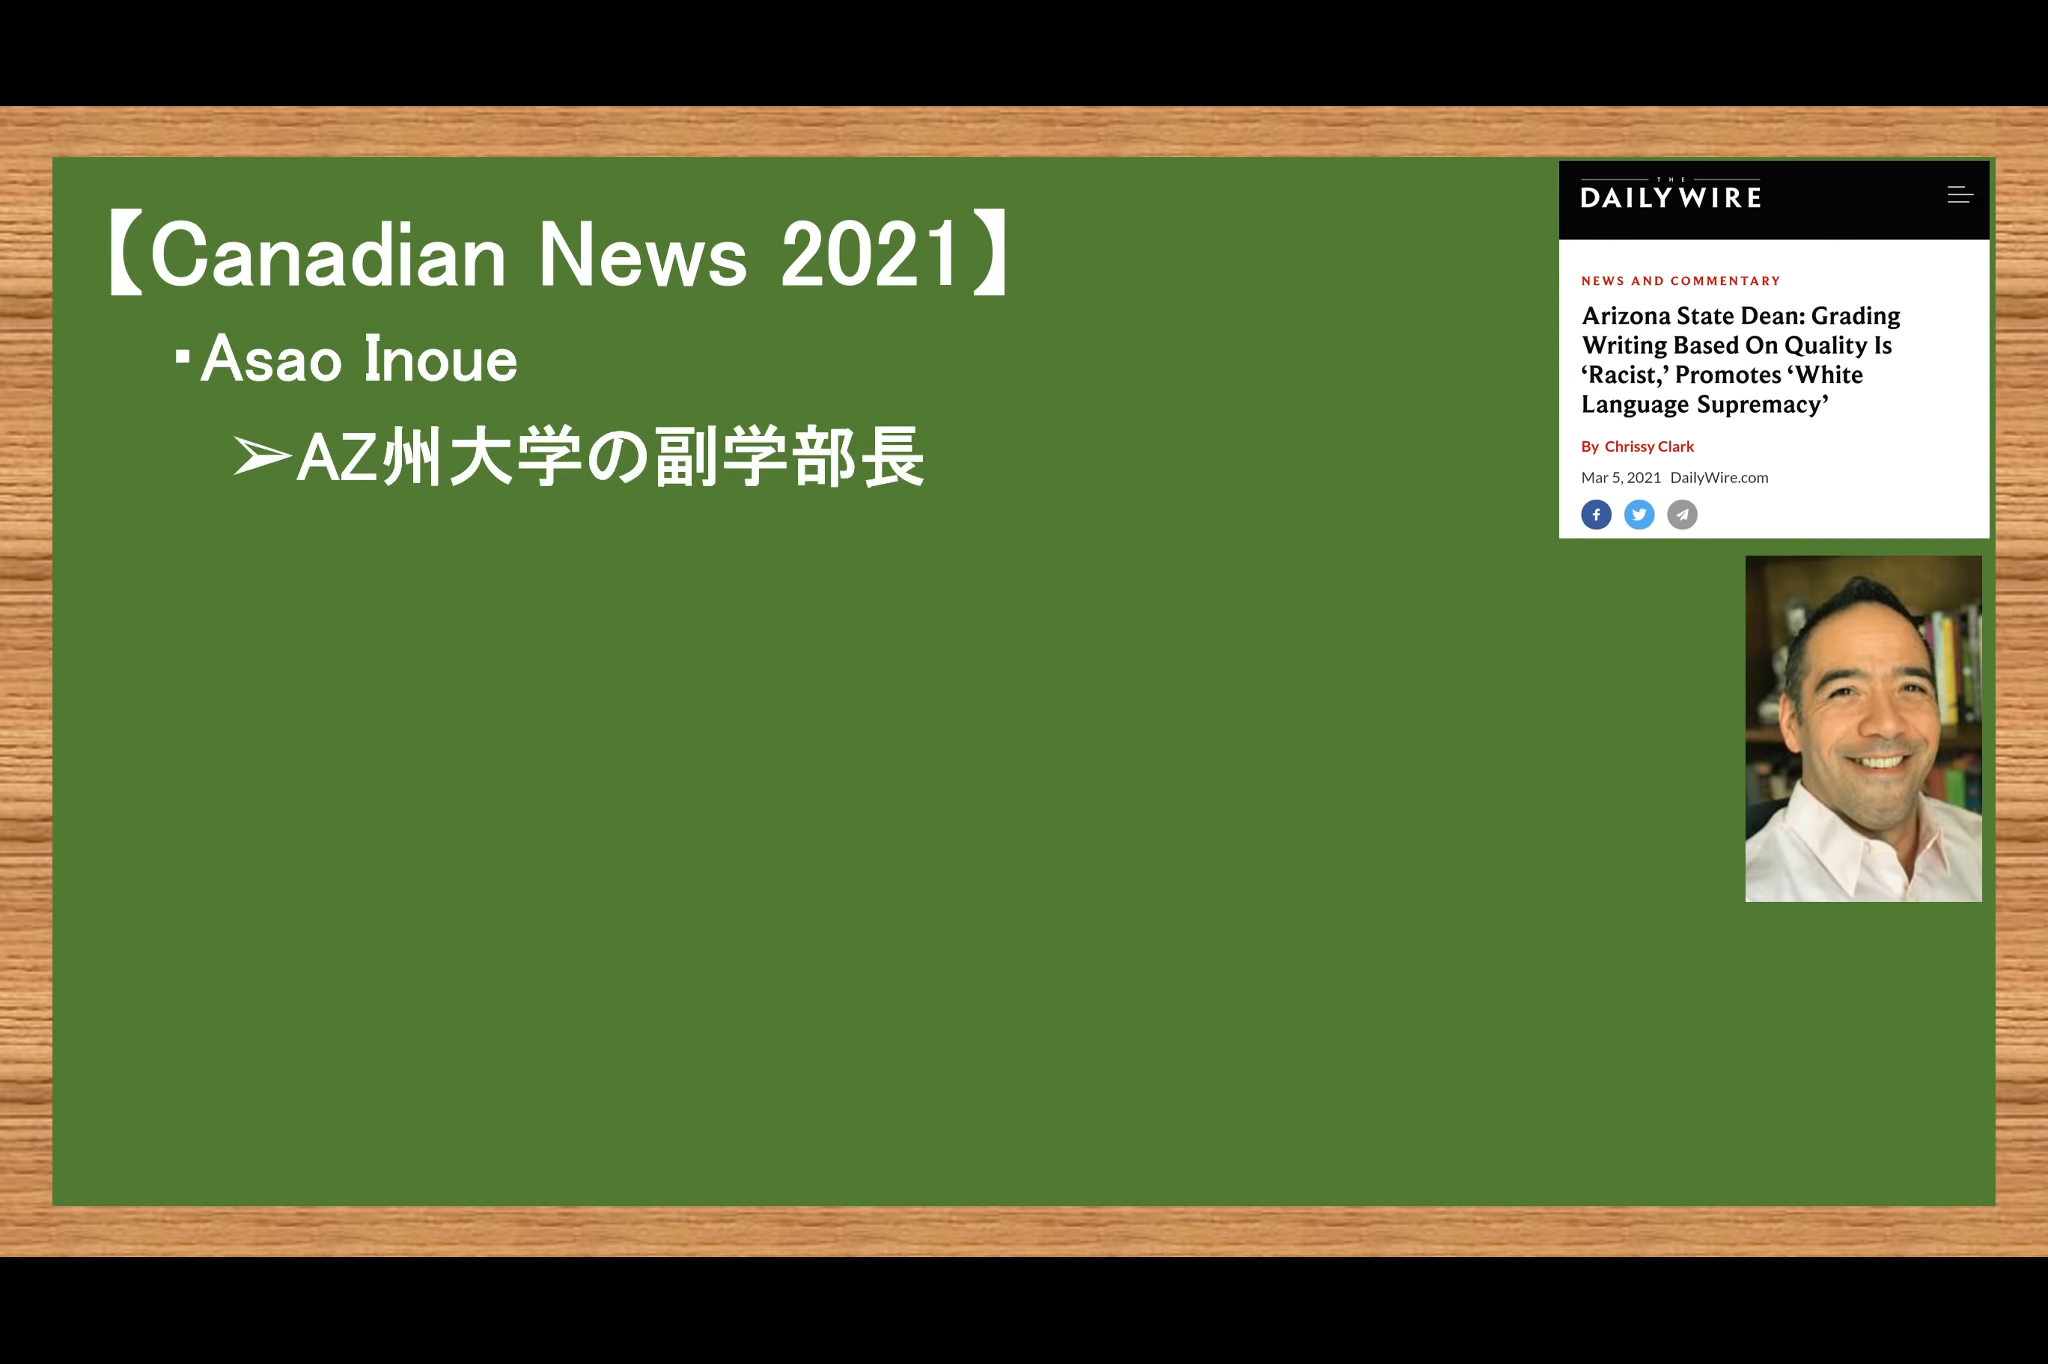 【Canadian News 2021】
・Asao Inoue
➢AZ州大学の副学部長
THE
DAILY WIRE
NEWS AND COMMENTARY
Arizona State Dean: Grading
Writing Based On Quality Is
‘Racist,’ Promotes ‘White
Language Supremacy’
By Chrissy Clark
Mar 5, 2021 DailyWire.com